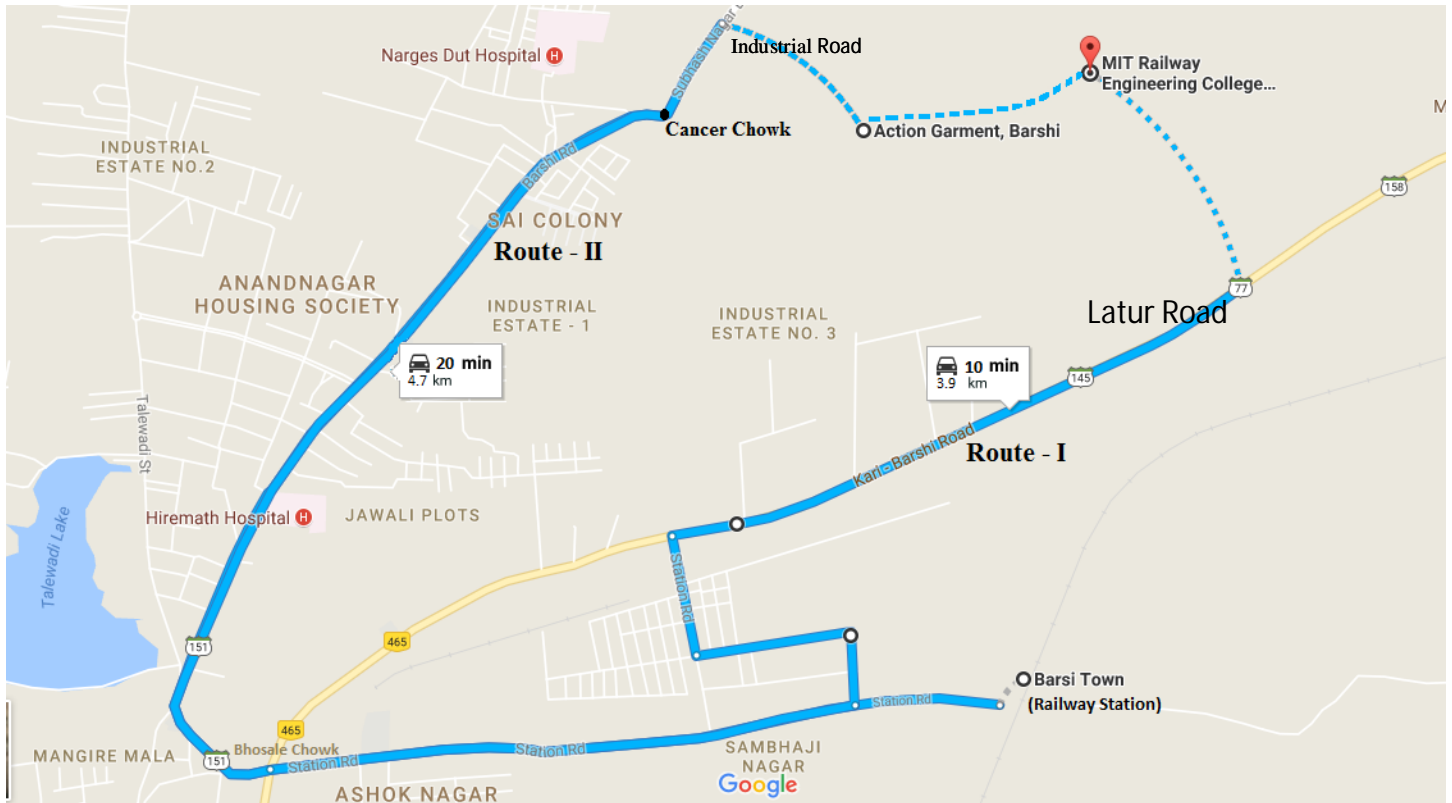 Narges Dut Hospital H
Subhash Nagar
Industrial Road
MIT Railway
Engineering College...
M
Cancer Chowk
Action Garment, Barshi
INDUSTRIAL
ESTATE NO.2
Barshi Rd
158
SAI COLONY
Route - II
ANANDNAGAR
HOUSING SOCIETY
INDUSTRIAL
ESTATE - 1
INDUSTRIAL
ESTATE NO. 3
77
Latur Road
20 min
4.7 km
10 min
3.9 km
145
Talewadi St
Karl - Barshi Road
Route - I
Hiremath Hospital H
JAWALI PLOTS
Talewadi Lake
Station Rd
465
151
Barsi Town
(Railway Station)
Station Rd
465
Bhosale Chowk
151
MANGIRE MALA
Station Rd
Station Rd
SAMBHAJI
NAGAR
Google
ASHOK NAGAR